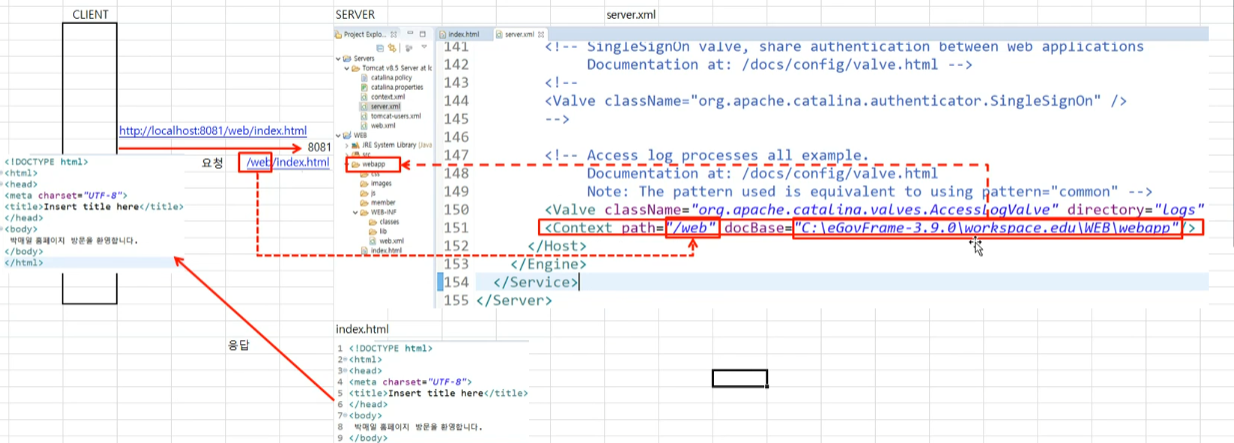 CLIENT
SERVER
server.xml
Project Explo...
index.html
server.xml
Servers
Tomcat v8.5 Server at lo
catalina.policy
catalina.properties
context.xml
server.xml
tomcat-users.xml
web.xml
WEB
JRE System Library [Java
src
webapp
css
images
js
member
WEB-INF
classes
lib
web.xml
index.html
141 <!-- SingleSignOn valve, share authentication between web applications
142 Documentation at: /docs/config/valve.html -->
143 <!--
144 <Valve className="org.apache.catalina.authenticator.SingleSignOn" />
145 -->
146
147 <!-- Access log processes all example.
148 Documentation at: /docs/config/valve.html
149 Note: The pattern used is equivalent to using pattern="common" -->
150 <Valve className="org.apache.catalina.valves.AccessLogValve" directory="logs"
151 <Context path="/web" docBase="C:\eGovFrame-3.9.0\workspace.edu\WEB\webapp"/>
152 </Host>
153 </Engine>
154 </Service>
155 </Server>
http://localhost:8081/web/index.html
8081
요청 /web/index.html
<!DOCTYPE html>
<html>
<head>
<meta charset="UTF-8">
<title>Insert title here</title>
</head>
<body>
박매일 홈페이지 방문을 환영합니다.
</body>
</html>
응답
index.html
1 <!DOCTYPE html>
2 <html>
3 <head>
4 <meta charset="UTF-8">
5 <title>Insert title here</title>
6 </head>
7 <body>
8 박매일 홈페이지 방문을 환영합니다.
9 </body>